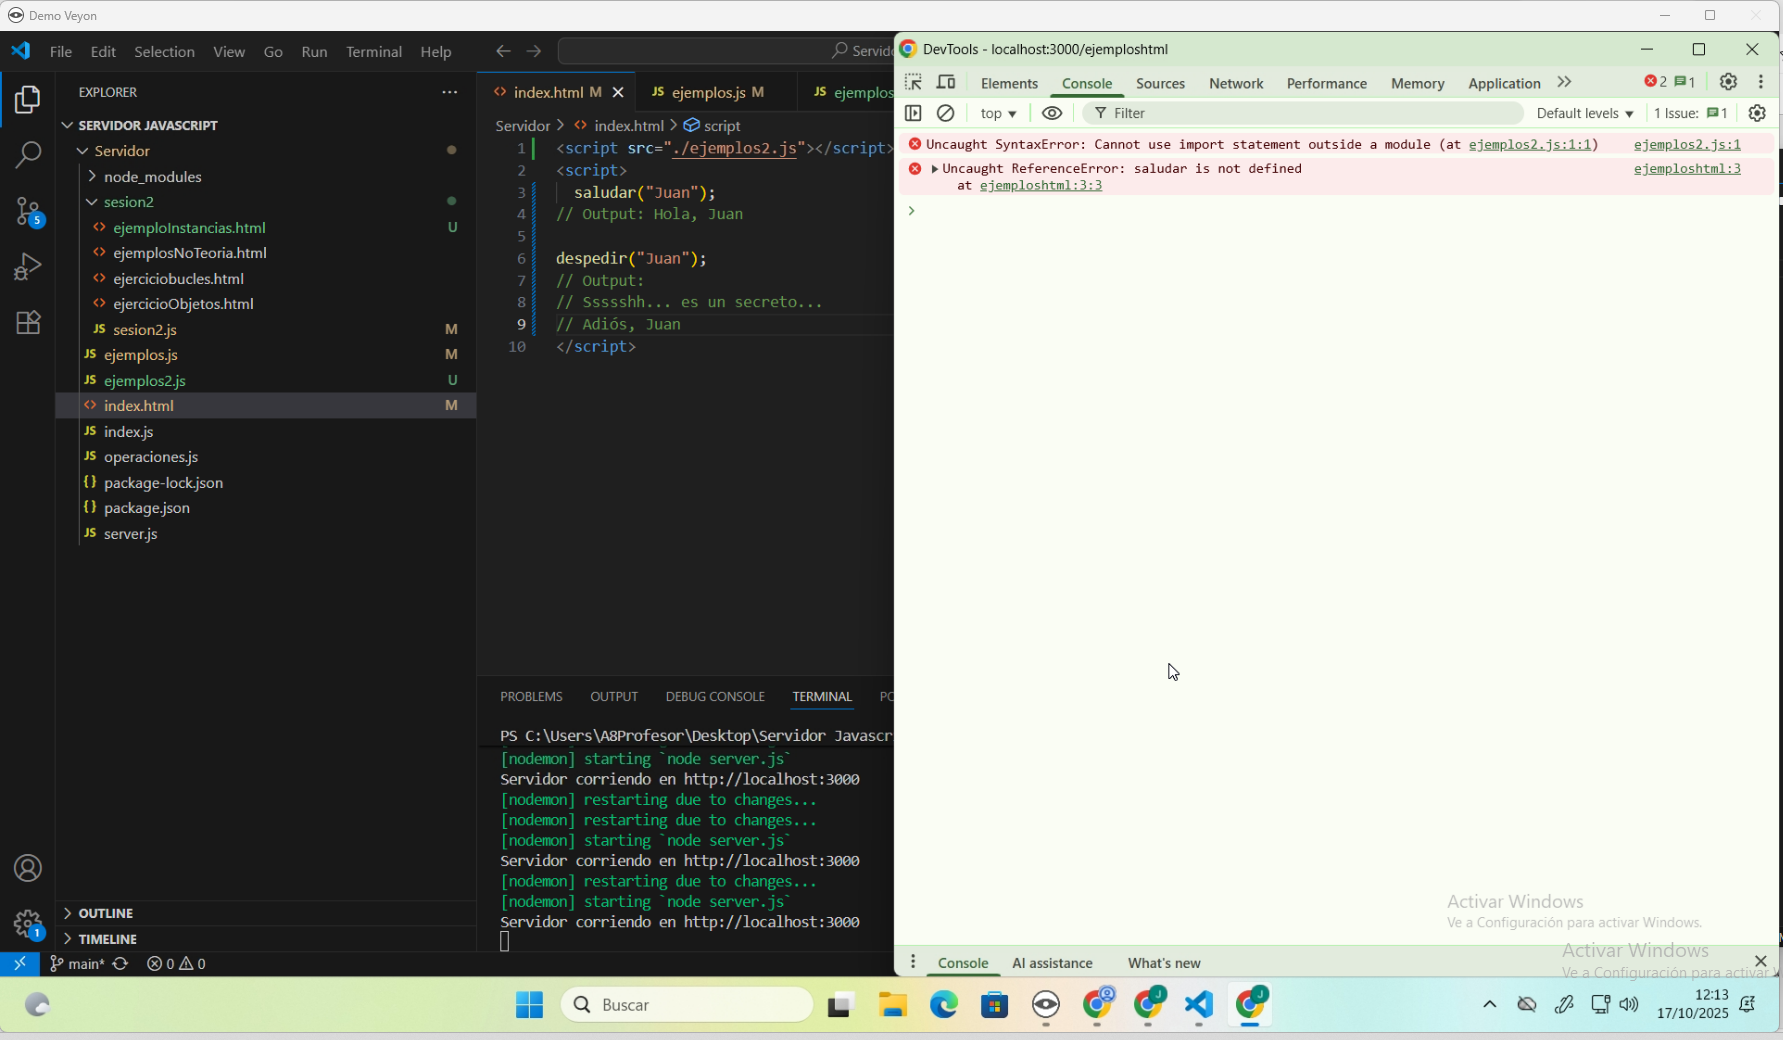 Demo Veyon
File Edit Selection View Go Run Terminal Help
DevTools - localhost:3000/ejemploshtml
EXPLORER
SERVIDOR JAVASCRIPT
Servidor
node_modules
sesion2
ejemploInstancias.html U
ejemplosNoTeoria.html
ejerciciobucles.html
ejercicioObjetos.html
sesion2.js M
ejemplos.js M
ejemplos2.js U
index.html M
index.js
operaciones.js
package-lock.json
package.json
server.js
OUTLINE
TIMELINE
main* 0 0
index.html M ejemplos.js M
Servidor > index.html > script
1 <script src="./ejemplos2.js"></script>
2 <script>
3 saludar("Juan");
4 // Output: Hola, Juan
5
6 despedir("Juan");
7 // Output:
8 // Ssssshh... es un secreto...
9 // Adiós, Juan
10 </script>
PROBLEMS OUTPUT DEBUG CONSOLE TERMINAL
PS C:\Users\A8Profesor\Desktop\Servidor Javascr
[nodemon] starting `node server.js`
Servidor corriendo en http://localhost:3000
[nodemon] restarting due to changes...
[nodemon] restarting due to changes...
[nodemon] starting `node server.js`
Servidor corriendo en http://localhost:3000
[nodemon] restarting due to changes...
[nodemon] starting `node server.js`
Servidor corriendo en http://localhost:3000
Elements Console Sources Network Performance Memory Application 2 1
top Filter Default levels 1 Issue: 1
Uncaught SyntaxError: Cannot use import statement outside a module (at ejemplos2.js:1:1) ejemplos2.js:1
Uncaught ReferenceError: saludar is not defined ejemploshtml:3
at ejemploshtml:3:3
Activar Windows
Ve a Configuración para activar Windows.
Activar Windows
Ve a Configuración para activar
Console AI assistance What's new
Buscar
12:13
17/10/2025